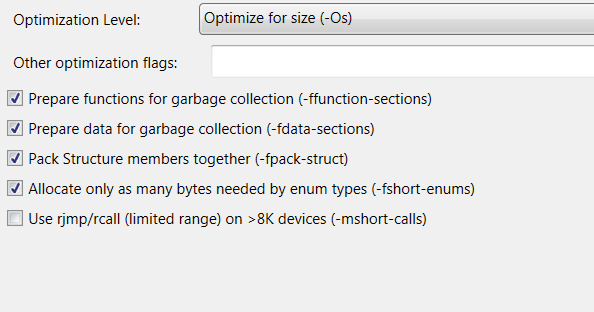 Optimization Level: Optimize for size (-Os)
Other optimization flags:
Prepare functions for garbage collection (-ffunction-sections)
Prepare data for garbage collection (-fdata-sections)
Pack Structure members together (-fpack-struct)
Allocate only as many bytes needed by enum types (-fshort-enums)
Use rjmp/rcall (limited range) on >8K devices (-mshort-calls)